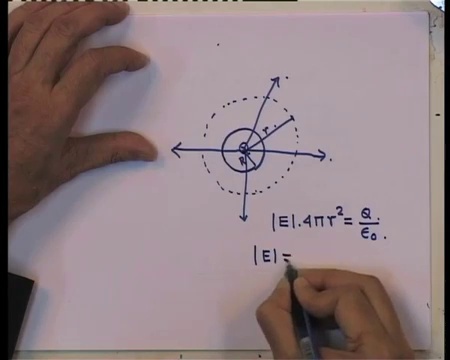 Q
r
R
|E|.4πr² = Q/ε₀.
|E| =